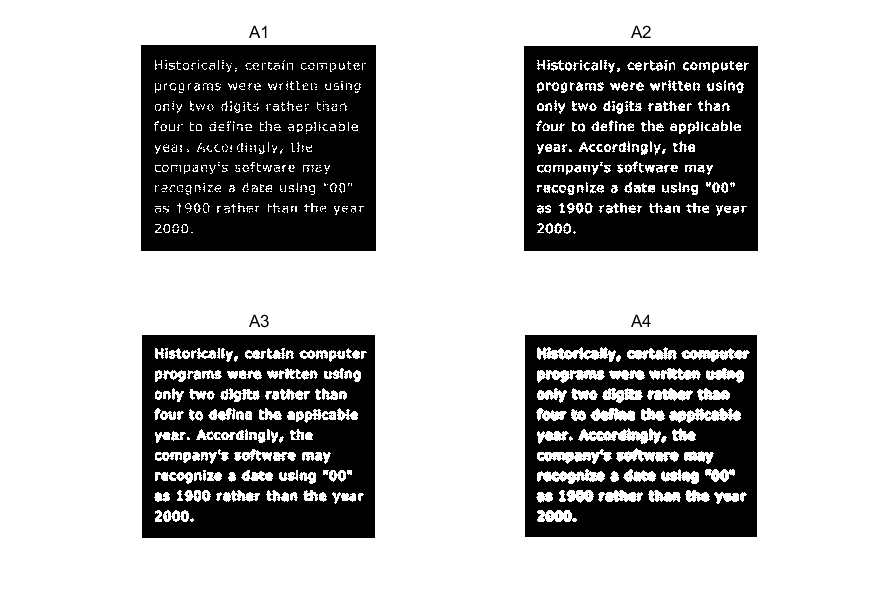 A1
Historically, certain computer
programs were written using
only two digits rather than
four to define the applicable
year. Accordingly, the
company's software may
recognize a date using "00"
as 1900 rather than the year
2000.
A2
Historically, certain computer
programs were written using
only two digits rather than
four to define the applicable
year. Accordingly, the
company's software may
recognize a date using "00"
as 1900 rather than the year
2000.
A3
Historically, certain computer
programs were written using
only two digits rather than
four to define the applicable
year. Accordingly, the
company's software may
recognize a date using "00"
as 1900 rather than the year
2000.
A4
Historically, certain computer
programs were written using
only two digits rather than
four to define the applicable
year. Accordingly, the
company's software may
recognize a date using "00"
as 1900 rather than the year
2000.